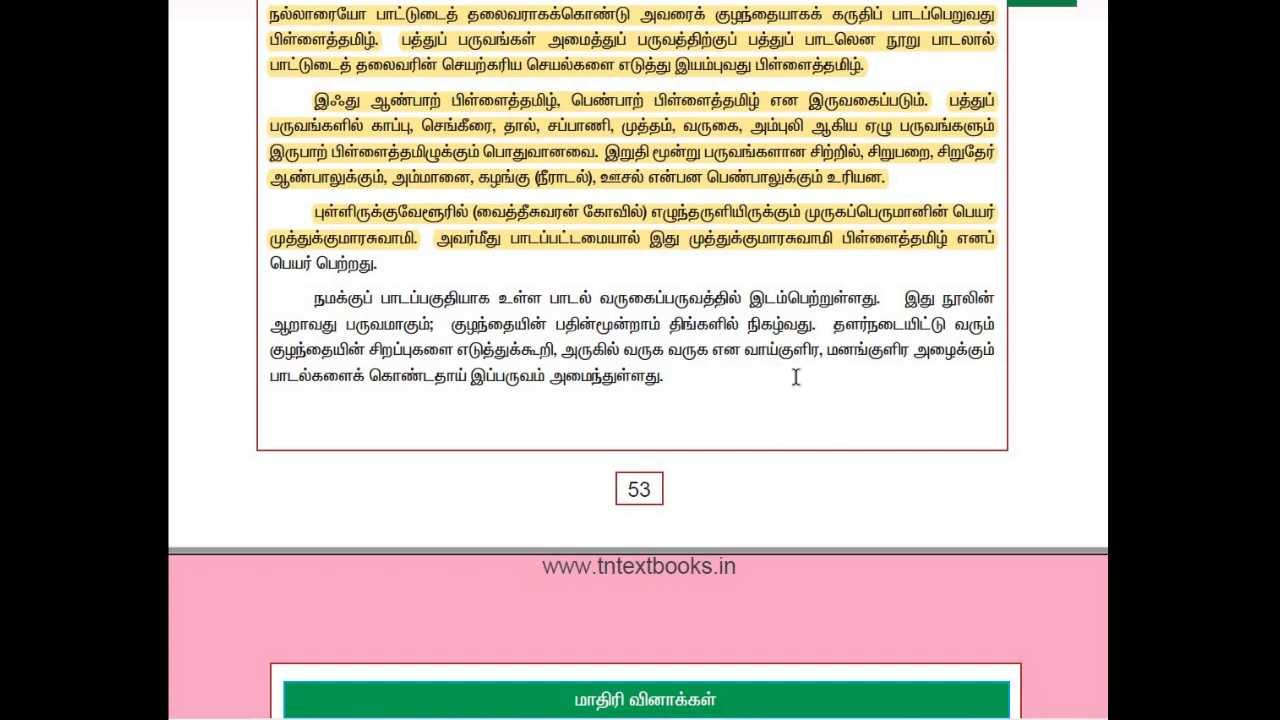 நல்லாரையோ பாட்டுடைத் தலைவராகக்கொண்டு அவரைக் குழந்தையாகக் கருதிப் பாடப்பெறுவது
பிள்ளைத்தமிழ். பத்துப் பருவங்கள் அமைத்துப் பருவத்திற்குப் பத்துப் பாடலென நூறு பாடலால்
பாட்டுடைத் தலைவரின் செயற்கரிய செயல்களை எடுத்து இயம்புவது பிள்ளைத்தமிழ்.
இஃது ஆண்பாற் பிள்ளைத்தமிழ், பெண்பாற் பிள்ளைத்தமிழ் என இருவகைப்படும். பத்துப்
பருவங்களில் காப்பு, செங்கீரை, தால், சப்பாணி, முத்தம், வருகை, அம்புலி ஆகிய ஏழு பருவங்களும்
இருபாற் பிள்ளைத்தமிழுக்கும் பொதுவானவை. இறுதி மூன்று பருவங்களான சிற்றில், சிறுபறை, சிறுதேர்
ஆண்பாலுக்கும், அம்மானை, கழங்கு (நீராடல்), ஊசல் என்பன பெண்பாலுக்கும் உரியன.
புள்ளிருக்குவேளூரில் (வைத்தீசுவரன் கோவில்) எழுந்தருளியிருக்கும் முருகப்பெருமானின் பெயர்
முத்துக்குமாரசுவாமி. அவர்மீது பாடப்பட்டமையால் இது முத்துக்குமாரசுவாமி பிள்ளைத்தமிழ் எனப்
பெயர் பெற்றது.
நமக்குப் பாடப்பகுதியாக உள்ள பாடல் வருகைப்பருவத்தில் இடம்பெற்றுள்ளது. இது நூலின்
ஆறாவது பருவமாகும்; குழந்தையின் பதின்மூன்றாம் திங்களில் நிகழ்வது. தளர்நடையிட்டு வரும்
குழந்தையின் சிறப்புகளை எடுத்துக்கூறி, அருகில் வருக வருக என வாய்குளிர, மனங்குளிர அழைக்கும்
பாடல்களைக் கொண்டதாய் இப்பருவம் அமைந்துள்ளது.
53
www.tntextbooks.in
மாதிரி வினாக்கள்